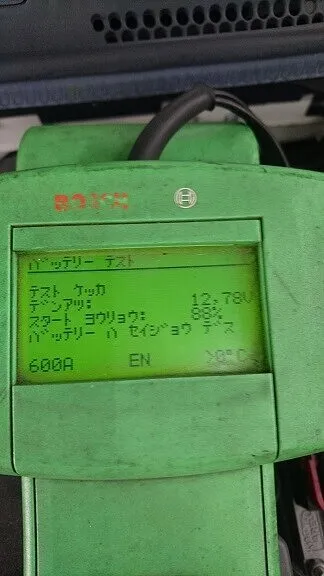 BOSCH
バッテリー テスト
テスト ケッカ
デンアツ: 12,78V
スタート ヨウリョウ: 88%
バッテリー ハ セイジョウ デス
600A EN >0°C